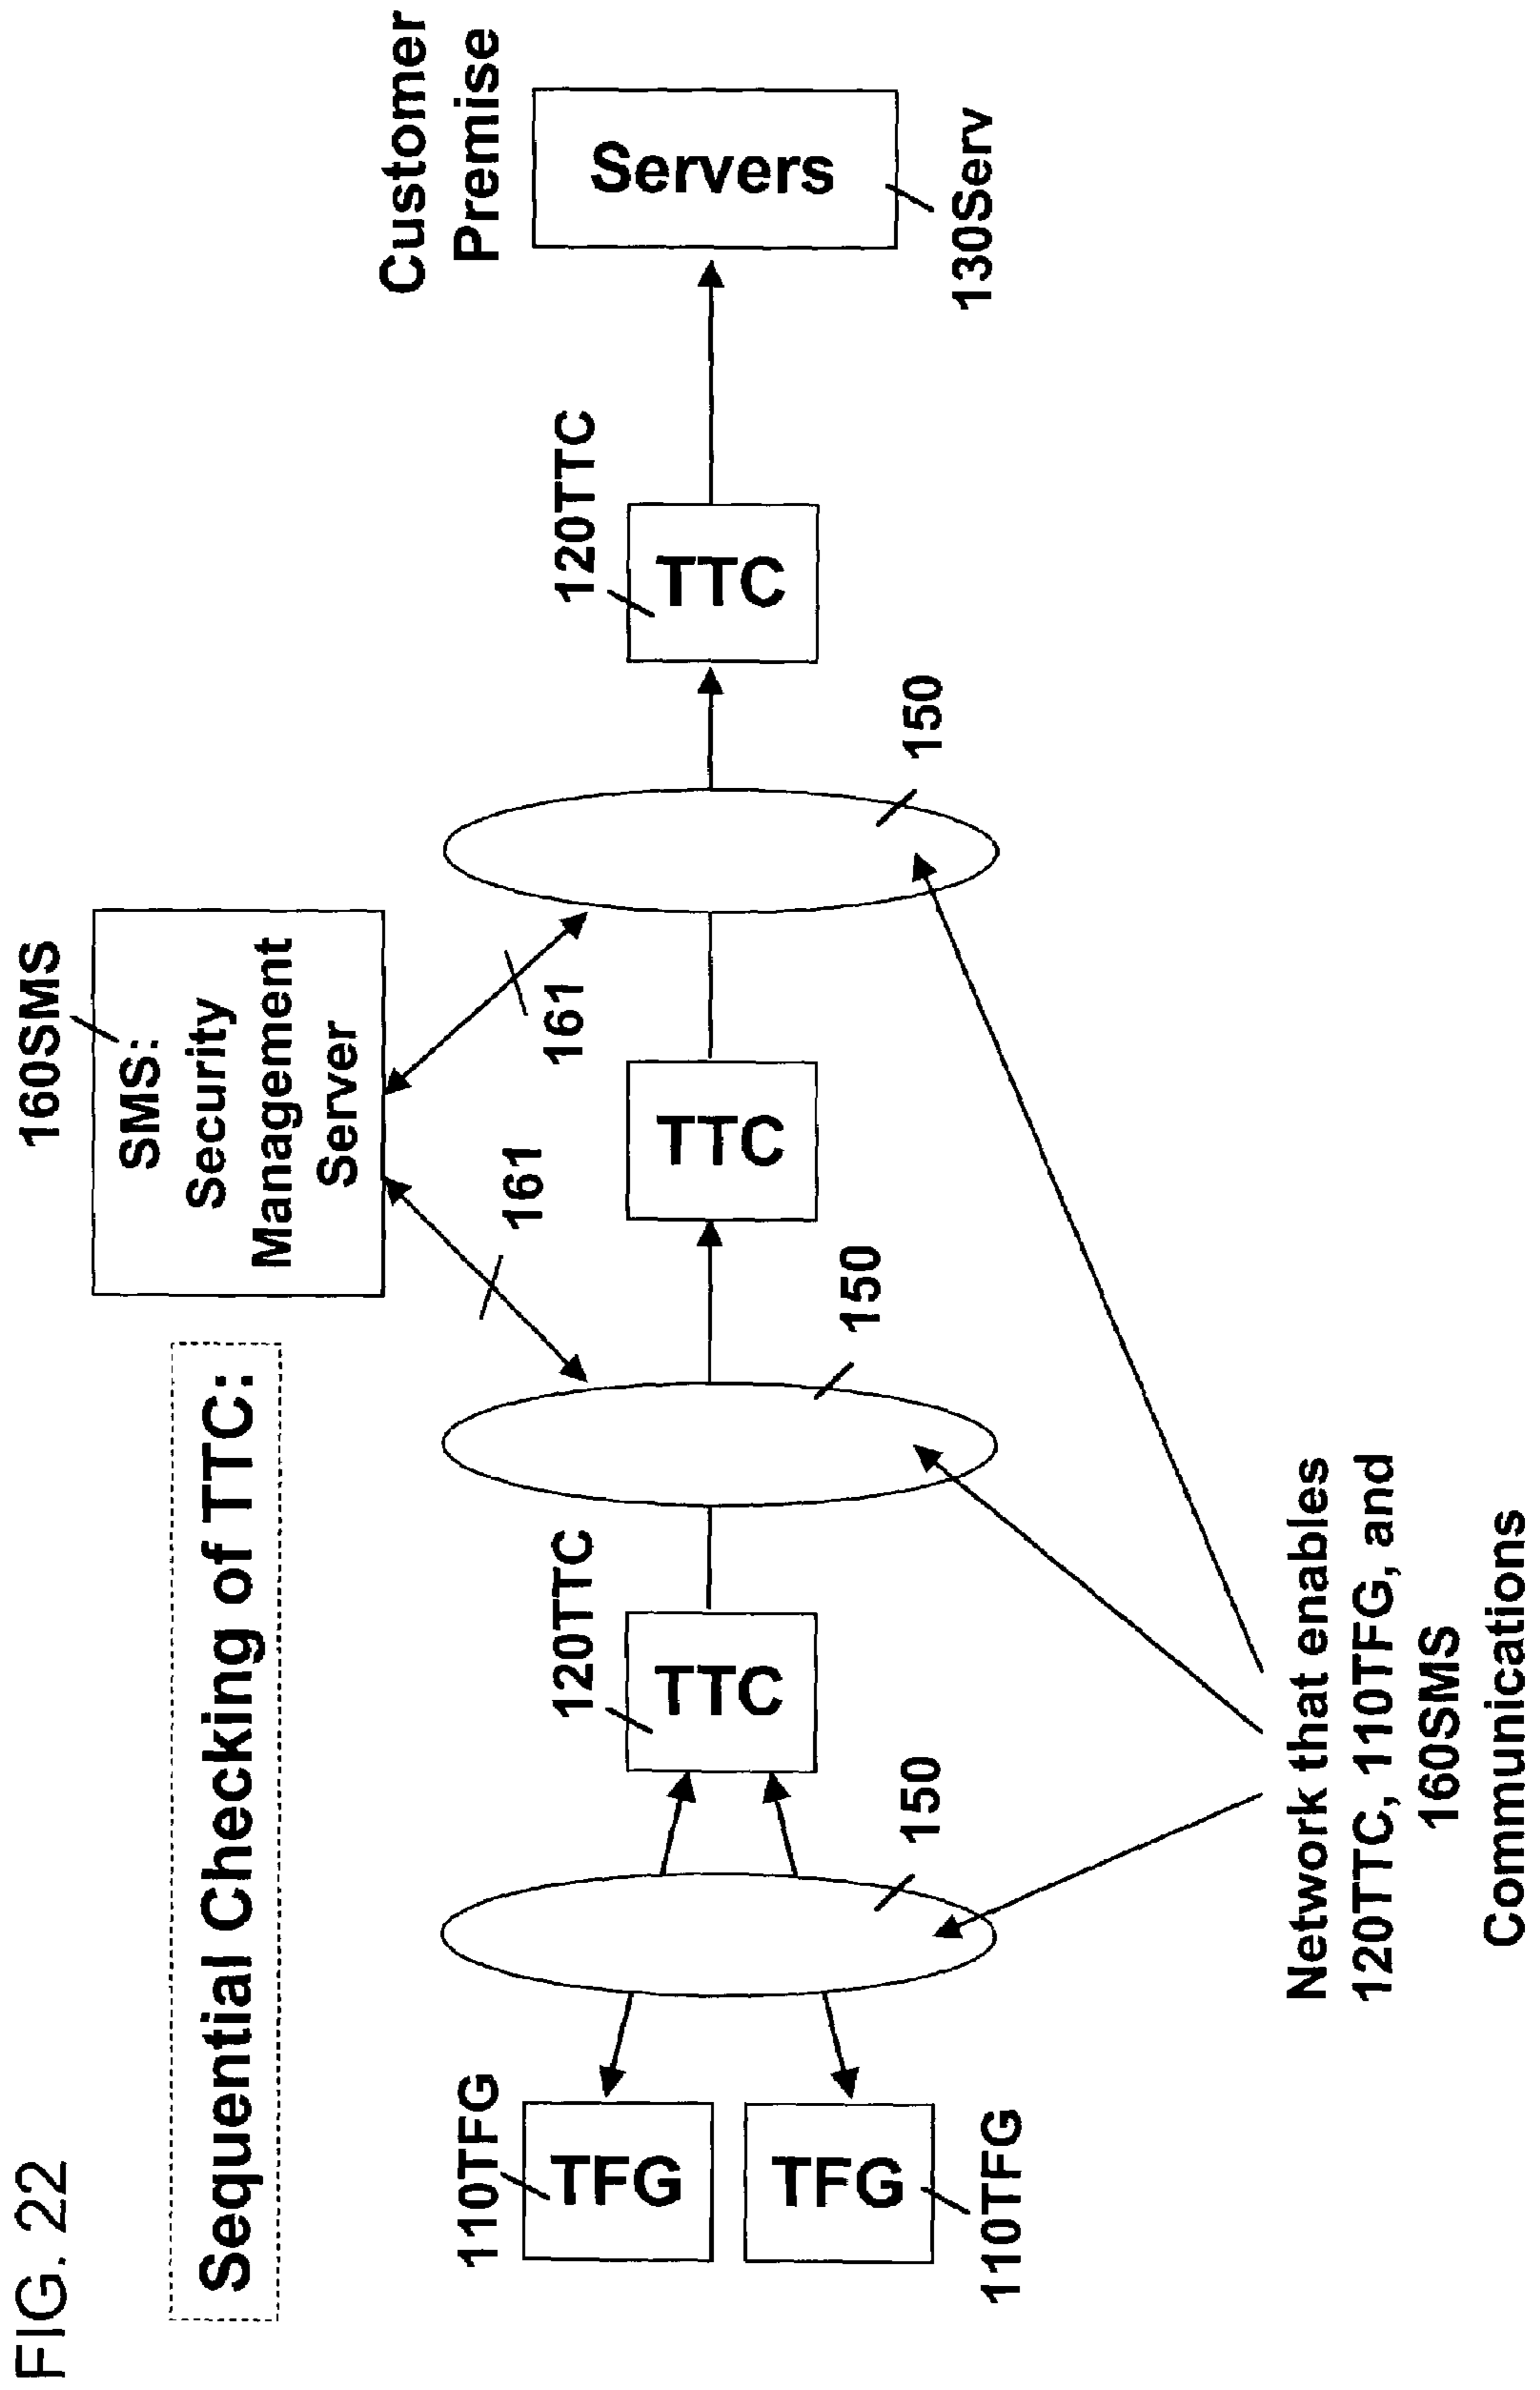 FIG. 22
Sequential Checking of TTC:
160SMS
SMS:
Security
Management
Server
161
161
Customer
Premise
110TFG
TFG
TFG
110TFG
150
120TTC
TTC
150
TTC
150
120TTC
TTC
Servers
130Serv
Network that enables
120TTC, 110TFG, and
160SMS
Communications